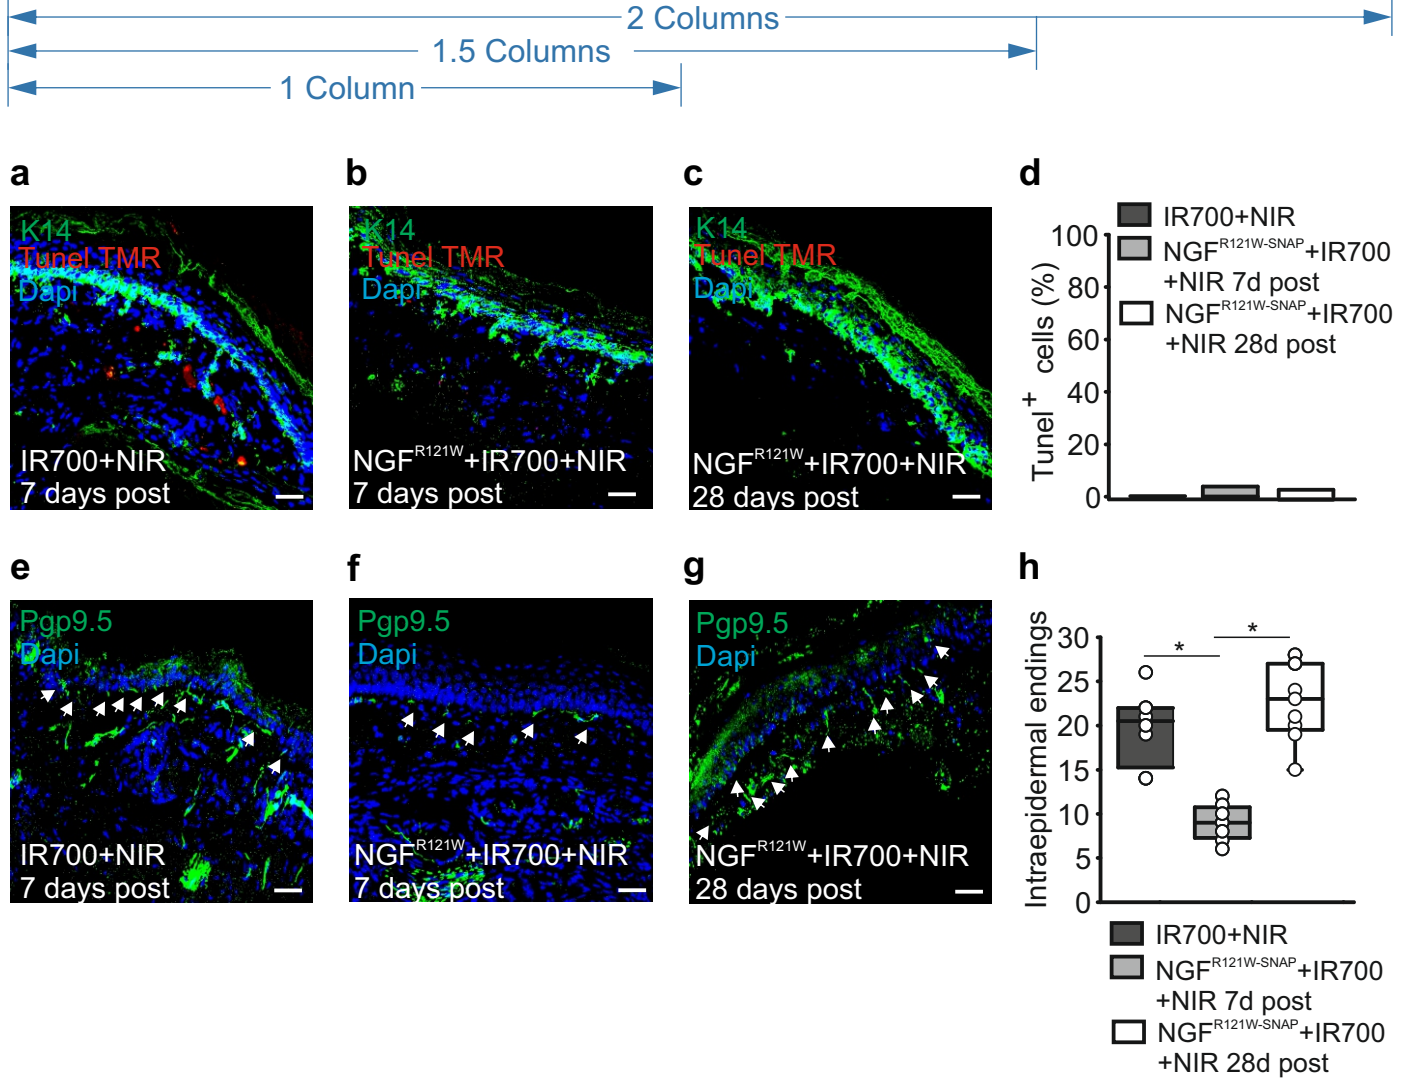 2 Columns
1.5 Columns
1 Column
a
b
c
d
K14
Tunel TMR
Dapi
IR700+NIR
7 days post
K14
Tunel TMR
Dapi
NGFR121W+IR700+NIR
7 days post
K14
Tunel TMR
Dapi
NGFR121W+IR700+NIR
28 days post
IR700+NIR
NGFR121W-SNAP+IR700
+NIR 7d post
NGFR121W-SNAP+IR700
+NIR 28d post
Tunel+ cells (%)
100
80
60
40
20
0
e
f
g
h
Pgp9.5
Dapi
IR700+NIR
7 days post
Pgp9.5
Dapi
NGFR121W+IR700+NIR
7 days post
Pgp9.5
Dapi
NGFR121W+IR700+NIR
28 days post
Intraepidermal endings
30
25
20
15
10
5
0
*
*
IR700+NIR
NGFR121W-SNAP+IR700
+NIR 7d post
NGFR121W-SNAP+IR700
+NIR 28d post